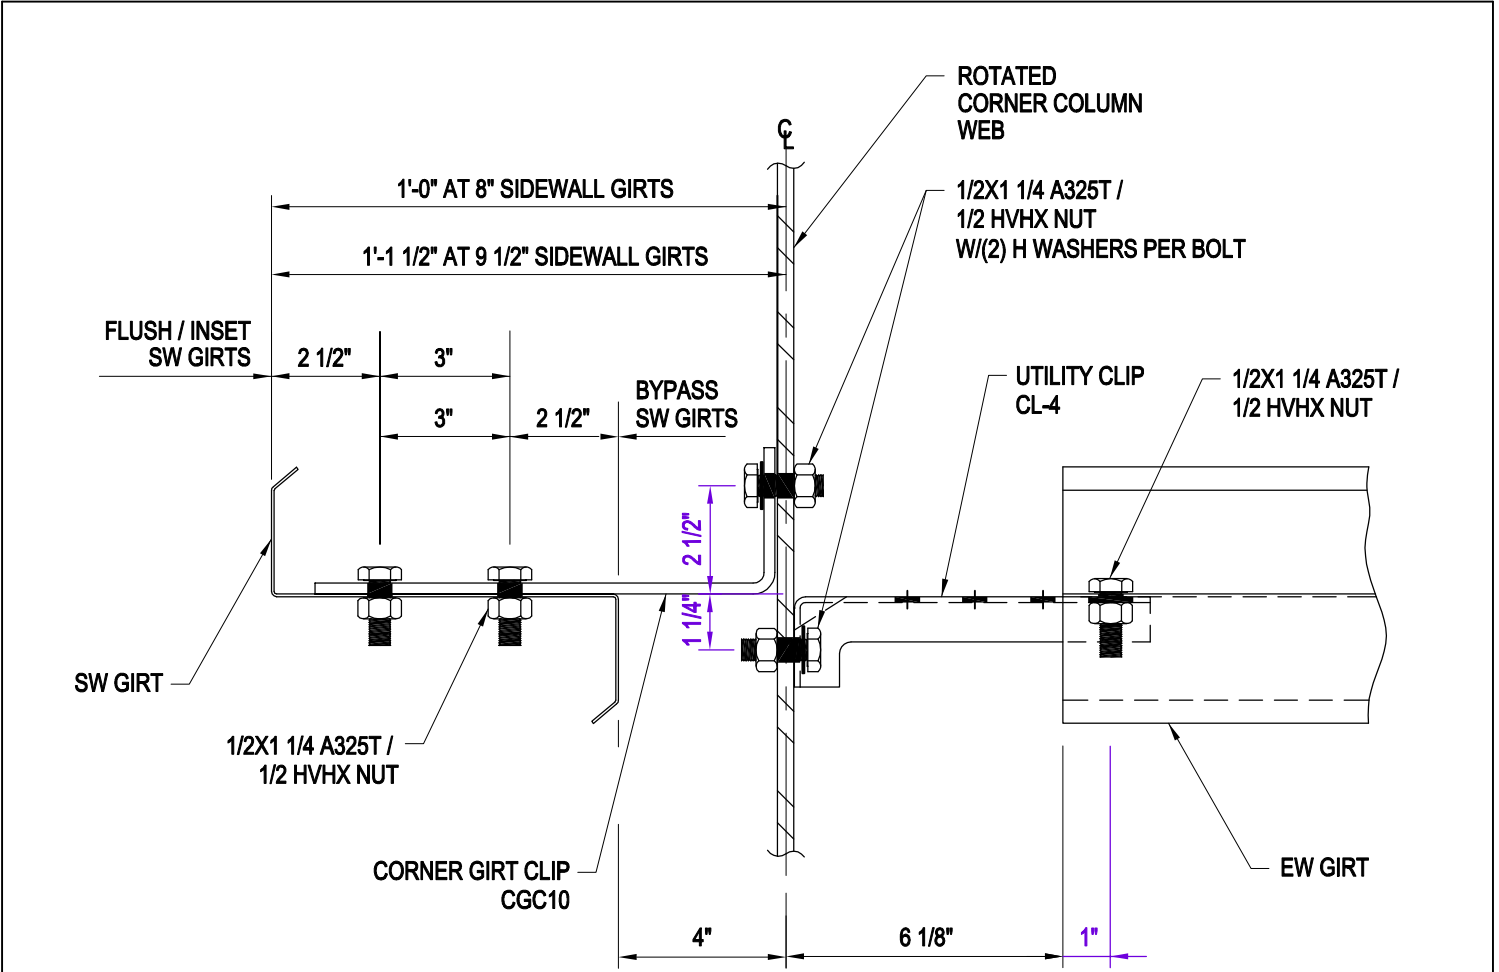 ROTATED
CORNER COLUMN
WEB
CL
1'-0" AT 8" SIDEWALL GIRTS
1/2X1 1/4 A325T /
1/2 HVHX NUT
W/(2) H WASHERS PER BOLT
1'-1 1/2" AT 9 1/2" SIDEWALL GIRTS
FLUSH / INSET
SW GIRTS
2 1/2"
3"
3"
2 1/2"
BYPASS
SW GIRTS
UTILITY CLIP
CL-4
1/2X1 1/4 A325T /
1/2 HVHX NUT
2 1/2"
1 1/4"
SW GIRT
1/2X1 1/4 A325T /
1/2 HVHX NUT
CORNER GIRT CLIP
CGC10
EW GIRT
4"
6 1/8"
1"